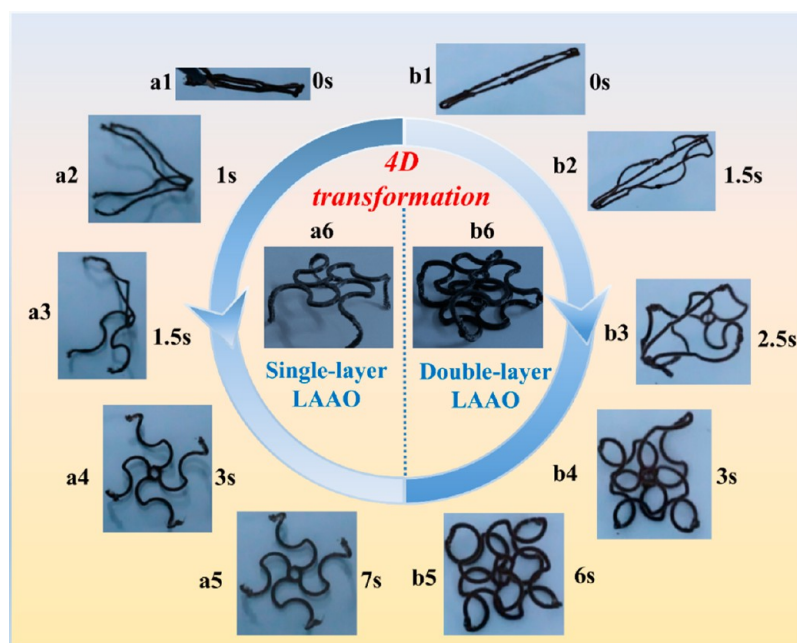 a1
0s
b1
0s
a2
1s
b2
1.5s
4D
transformation
a6
b6
a3
1.5s
b3
2.5s
Single-layer
LAAO
Double-layer
LAAO
a4
3s
b4
3s
a5
7s
b5
6s